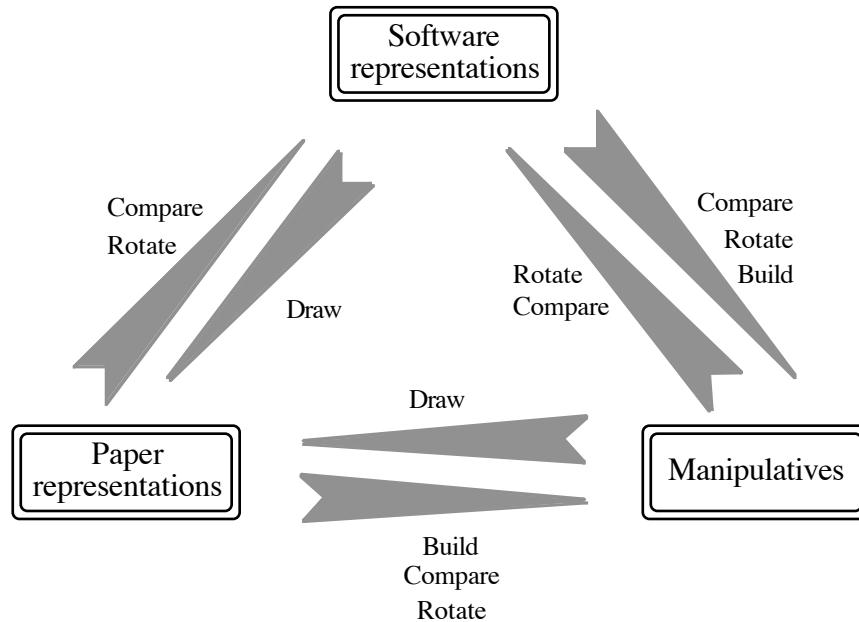 Software
representations
Compare
Rotate
Draw
Rotate
Compare
Compare
Rotate
Build
Draw
Paper
representations
Manipulatives
Build
Compare
Rotate